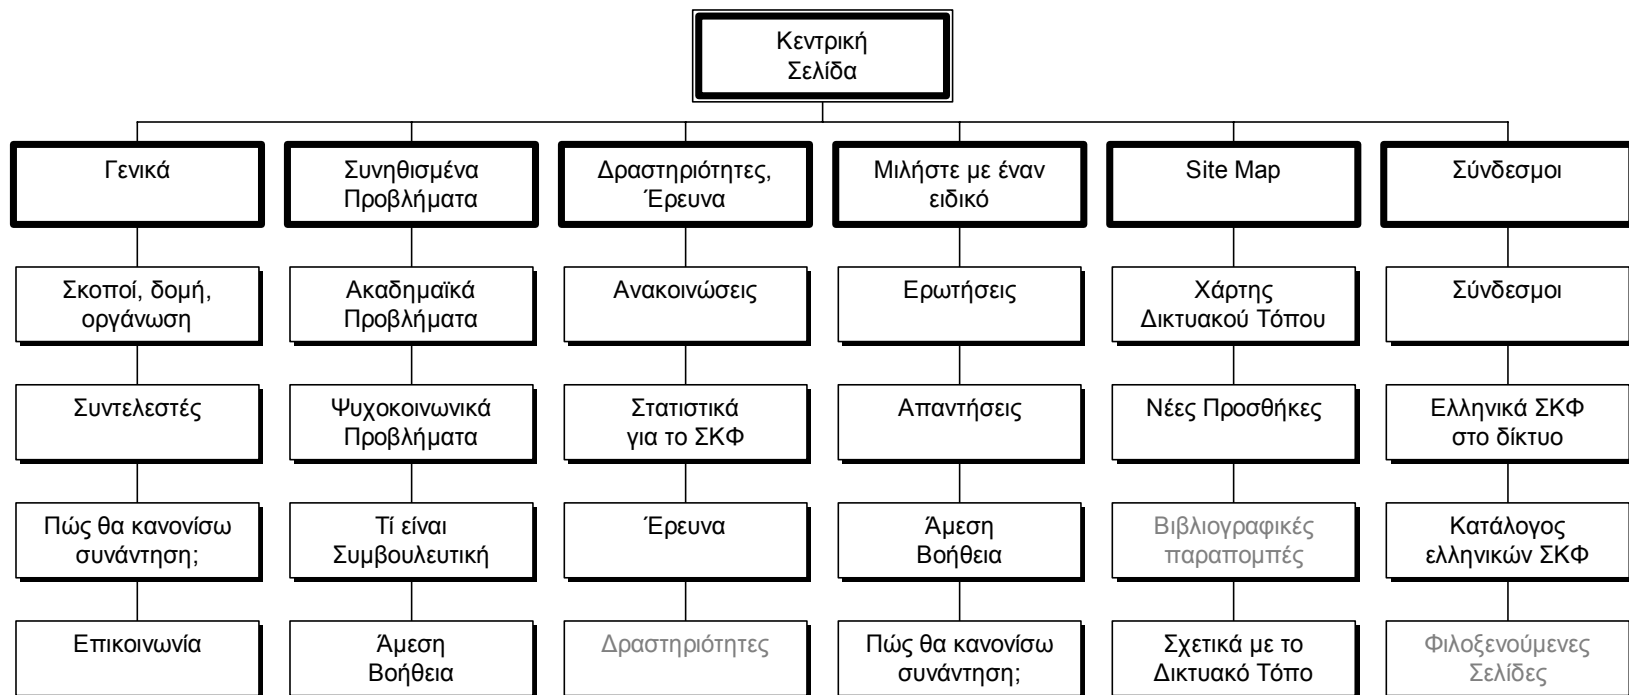 Κεντρική
Σελίδα
Γενικά
Συνηθισμένα
Προβλήματα
Δραστηριότητες,
Έρευνα
Μιλήστε με έναν
ειδικό
Site Map
Σύνδεσμοι
Σκοποί, δομή,
οργάνωση
Ακαδημαϊκά
Προβλήματα
Ανακοινώσεις
Ερωτήσεις
Χάρτης
Δικτυακού Τόπου
Σύνδεσμοι
Συντελεστές
Ψυχοκοινωνικά
Προβλήματα
Στατιστικά
για το ΣΚΦ
Απαντήσεις
Νέες Προσθήκες
Ελληνικά ΣΚΦ
στο δίκτυο
Πώς θα κανονίσω
συνάντηση;
Τί είναι
Συμβουλευτική
Έρευνα
Άμεση
Βοήθεια
Βιβλιογραφικές
παραπομπές
Κατάλογος
ελληνικών ΣΚΦ
Επικοινωνία
Άμεση
Βοήθεια
Δραστηριότητες
Πώς θα κανονίσω
συνάντηση;
Σχετικά με το
Δικτυακό Τόπο
Φιλοξενούμενες
Σελίδες